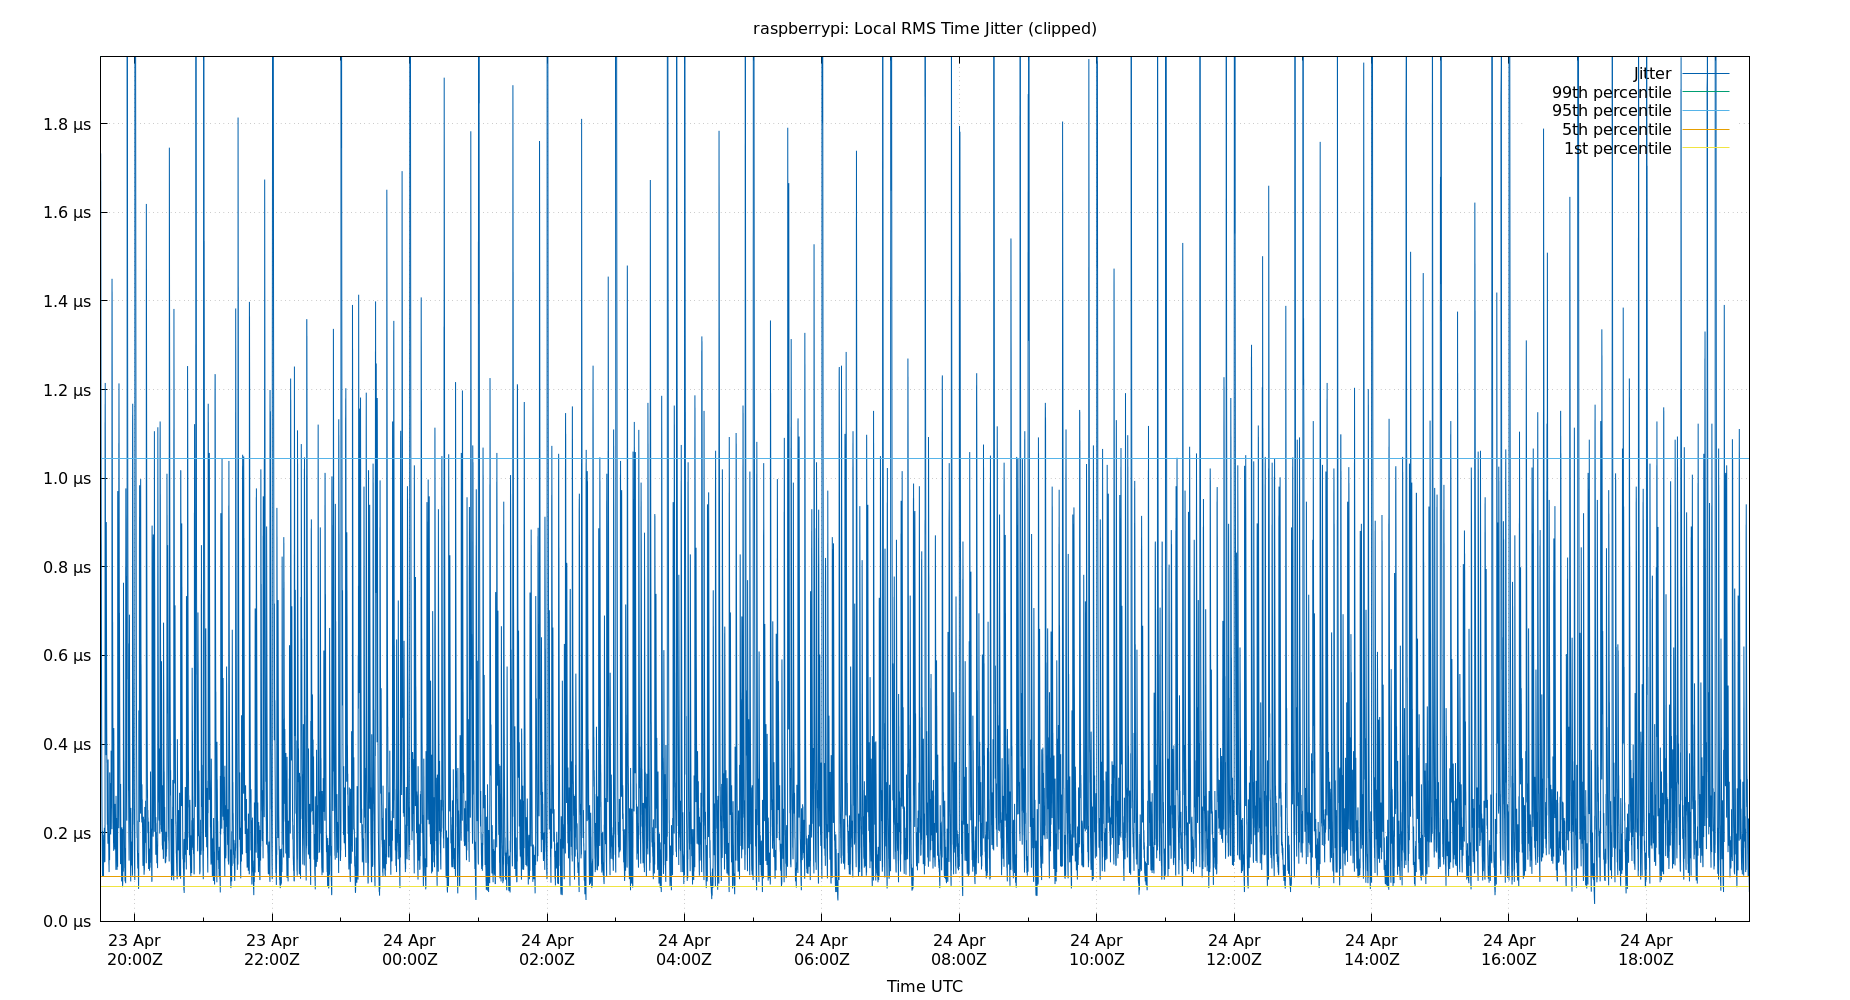 raspberrypi: Local RMS Time Jitter (clipped)
Jitter
99th percentile
95th percentile
5th percentile
1st percentile
1.8 µs
1.6 µs
1.4 µs
1.2 µs
1.0 µs
0.8 µs
0.6 µs
0.4 µs
0.2 µs
0.0 µs
23 Apr 23 Apr 24 Apr 24 Apr 24 Apr 24 Apr 24 Apr 24 Apr 24 Apr 24 Apr 24 Apr 24 Apr
20:00Z 22:00Z 00:00Z 02:00Z 04:00Z 06:00Z 08:00Z 10:00Z 12:00Z 14:00Z 16:00Z 18:00Z
Time UTC